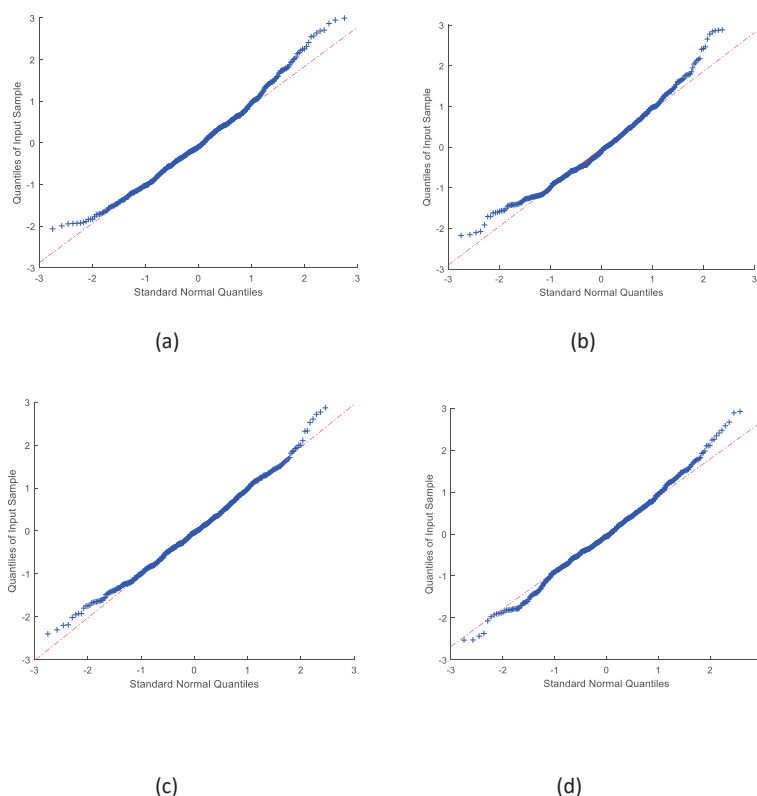 3
2
1
0
-1
-2
-3
-3 -2 -1 0 1 2 3
Quantiles of Input Sample
Standard Normal Quantiles
(a)
3
2
1
0
-1
-2
-3
-3 -2 -1 0 1 2 3
Quantiles of Input Sample
Standard Normal Quantiles
(b)
3
2
1
0
-1
-2
-3
-3 -2 -1 0 1 2 3
Quantiles of Input Sample
Standard Normal Quantiles
(c)
3
2
1
0
-1
-2
-3
-3 -2 -1 0 1 2
Quantiles of Input Sample
Standard Normal Quantiles
(d)